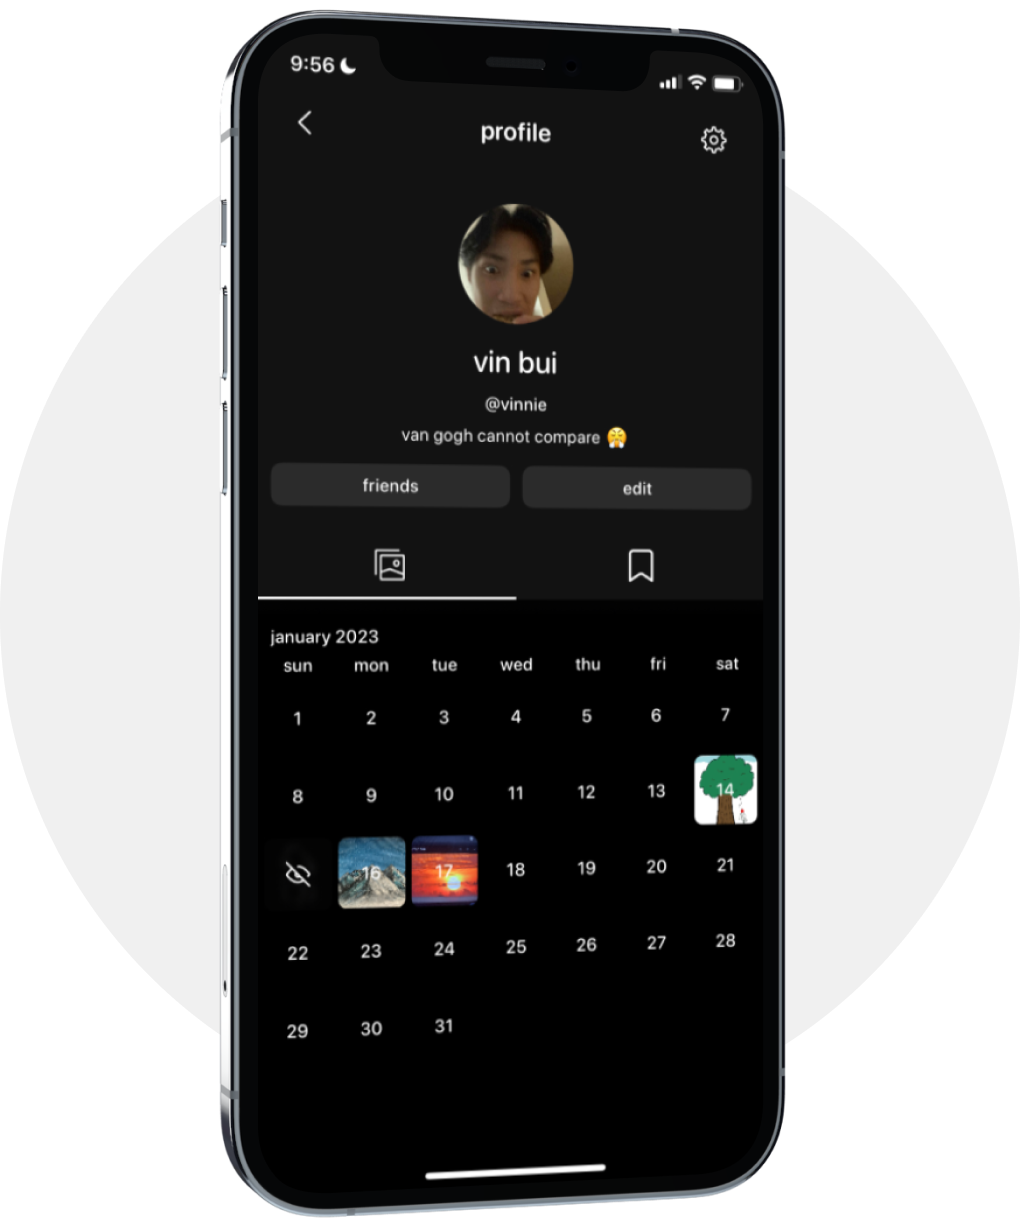 9:56
profile
vin bui
@vinnie
van gogh cannot compare 😤
friends edit
january 2023
sun mon tue wed thu fri sat
1 2 3 4 5 6 7
8 9 10 11 12 13 14
16 17 18 19 20 21
22 23 24 25 26 27 28
29 30 31